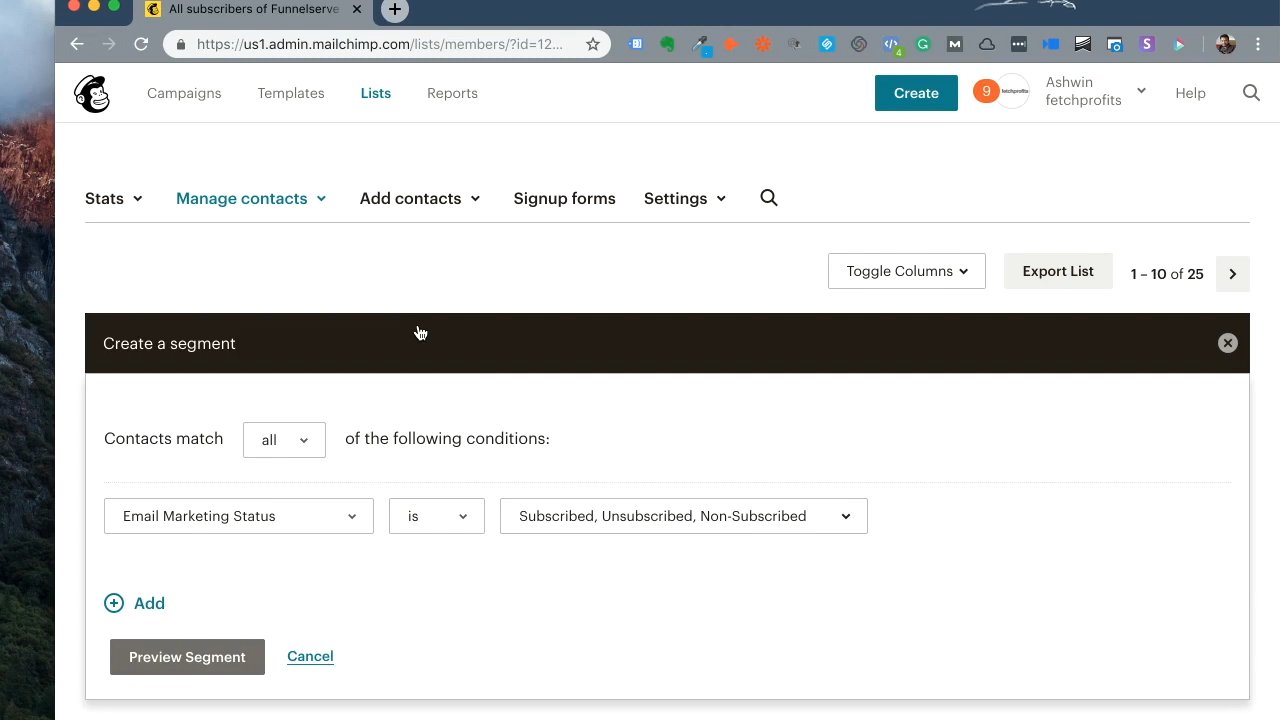 All subscribers of Funnelserve
https://us1.admin.mailchimp.com/lists/members/?id=12...
4
Campaigns
Templates
Lists
Reports
Create
9
fetchprofits
Ashwin
fetchprofits
Help
Stats
Manage contacts
Add contacts
Signup forms
Settings
Toggle Columns
Export List
1 – 10 of 25
Create a segment
Contacts match all of the following conditions:
Email Marketing Status
is
Subscribed, Unsubscribed, Non-Subscribed
Add
Preview Segment
Cancel